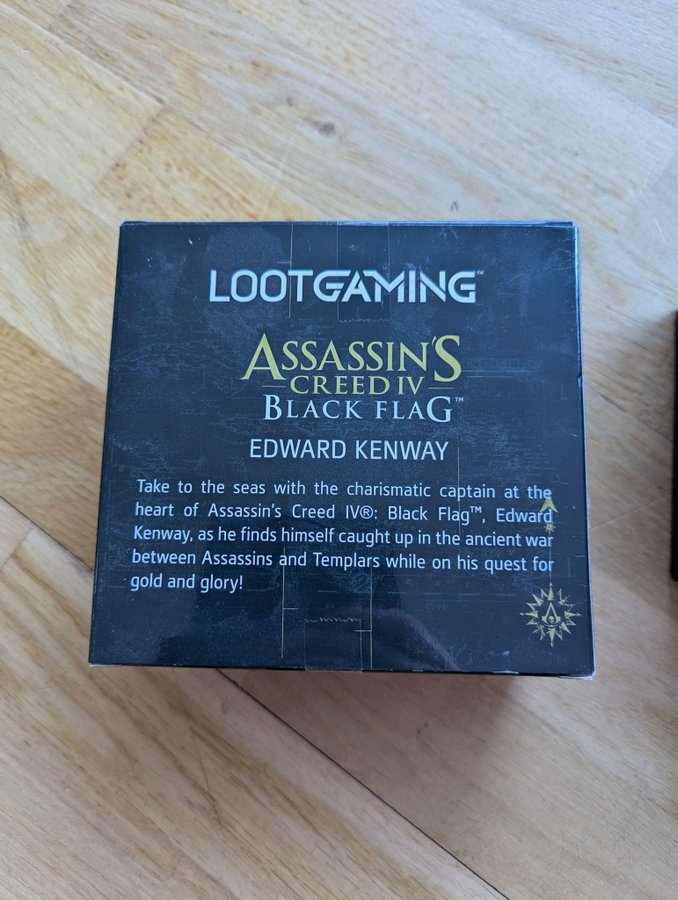 LOOTGAMING™
ASSASSIN'S
CREED IV
BLACK FLAG™
EDWARD KENWAY
Take to the seas with the charismatic captain at the
heart of Assassin's Creed IV®: Black Flag™, Edward
Kenway, as he finds himself caught up in the ancient war
between Assassins and Templars while on his quest for
gold and glory!